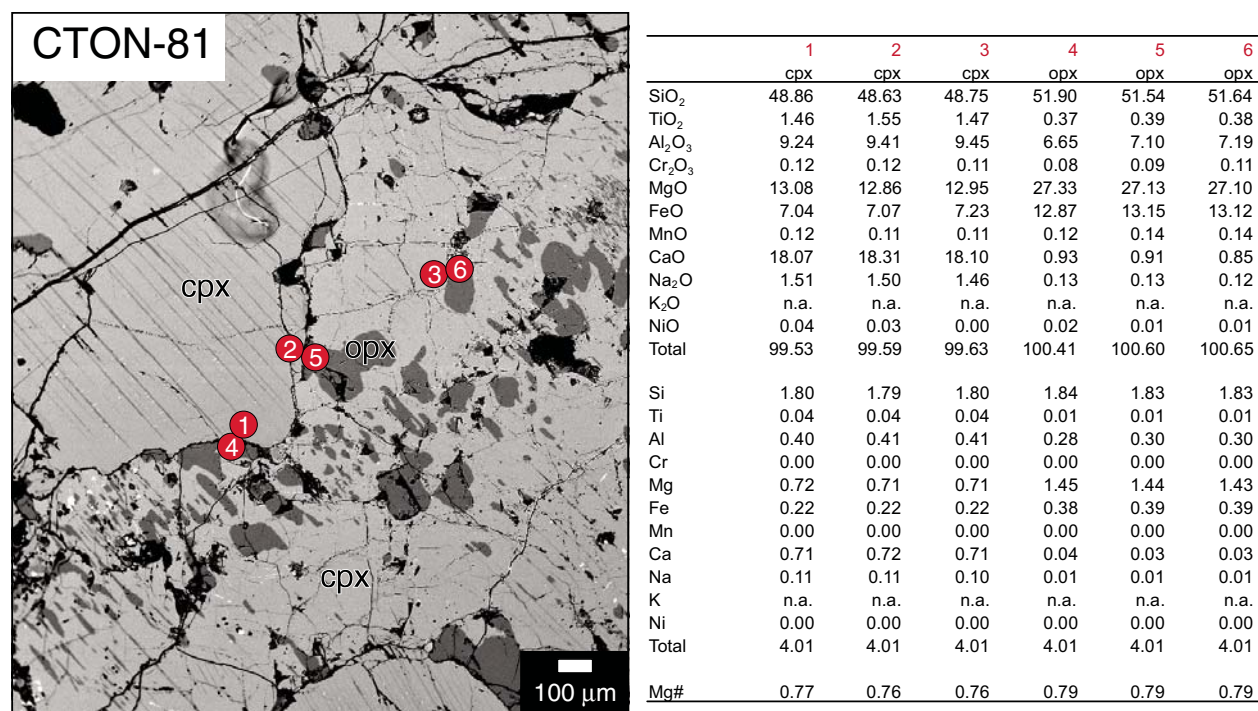 CTON-81
cpx
3 6
2 5 opx
1
4
cpx
100 μm
1 2 3 4 5 6
cpx cpx cpx opx opx opx
SiO₂ 48.86 48.63 48.75 51.90 51.54 51.64
TiO₂ 1.46 1.55 1.47 0.37 0.39 0.38
Al₂O₃ 9.24 9.41 9.45 6.65 7.10 7.19
Cr₂O₃ 0.12 0.12 0.11 0.08 0.09 0.11
MgO 13.08 12.86 12.95 27.33 27.13 27.10
FeO 7.04 7.07 7.23 12.87 13.15 13.12
MnO 0.12 0.11 0.11 0.12 0.14 0.14
CaO 18.07 18.31 18.10 0.93 0.91 0.85
Na₂O 1.51 1.50 1.46 0.13 0.13 0.12
K₂O n.a. n.a. n.a. n.a. n.a. n.a.
NiO 0.04 0.03 0.00 0.02 0.01 0.01
Total 99.53 99.59 99.63 100.41 100.60 100.65
Si 1.80 1.79 1.80 1.84 1.83 1.83
Ti 0.04 0.04 0.04 0.01 0.01 0.01
Al 0.40 0.41 0.41 0.28 0.30 0.30
Cr 0.00 0.00 0.00 0.00 0.00 0.00
Mg 0.72 0.71 0.71 1.45 1.44 1.43
Fe 0.22 0.22 0.22 0.38 0.39 0.39
Mn 0.00 0.00 0.00 0.00 0.00 0.00
Ca 0.71 0.72 0.71 0.04 0.03 0.03
Na 0.11 0.11 0.10 0.01 0.01 0.01
K n.a. n.a. n.a. n.a. n.a. n.a.
Ni 0.00 0.00 0.00 0.00 0.00 0.00
Total 4.01 4.01 4.01 4.01 4.01 4.01
Mg# 0.77 0.76 0.76 0.79 0.79 0.79